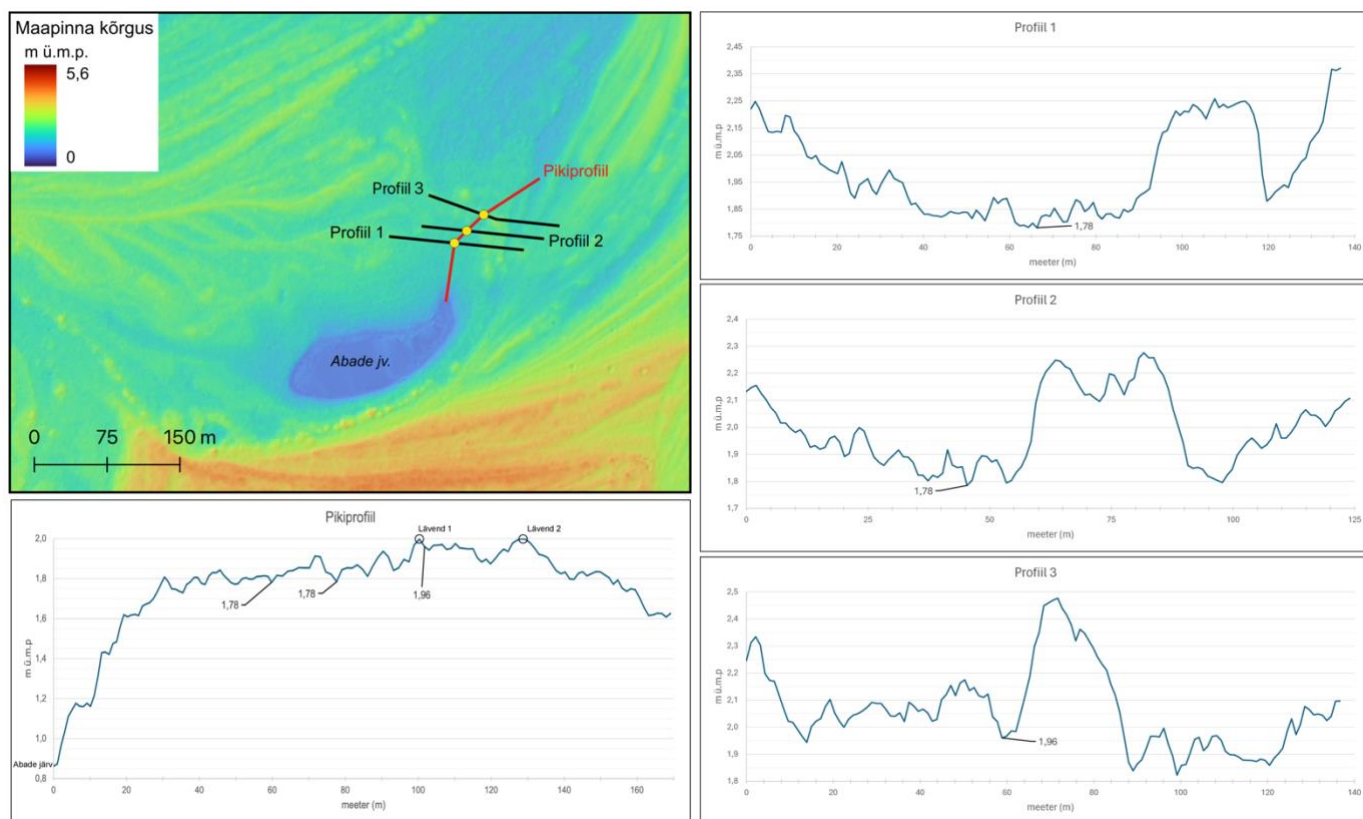 Maapinna kõrgus
m ü.m.p.
5,6
0
Pikiprofiil
Profiil 3
Profiil 1
Profiil 2
Abade jv.
0 75 150 m
Pikiprofiil
Lävend 1
Lävend 2
2,0
1,8
1,6
1,4
1,2
1,0
0,8
m ü.m.p
1,78
1,78
1,96
Abade järv
0 20 40 60 80 100 120 140 160
meeter (m)
Profiil 1
2,45
2,35
2,25
2,15
2,05
1,95
1,85
1,75
m ü.m.p
1,78
0 20 40 60 80 100 120 140
meeter (m)
Profiil 2
2,4
2,3
2,2
2,1
2,0
1,9
1,8
1,7
m ü.m.p
1,78
0 25 50 75 100 125
meeter (m)
Profiil 3
2,5
2,4
2,3
2,2
2,1
2,0
1,9
1,8
m ü.m.p
1,96
0 20 40 60 80 100 120 140
meeter (m)